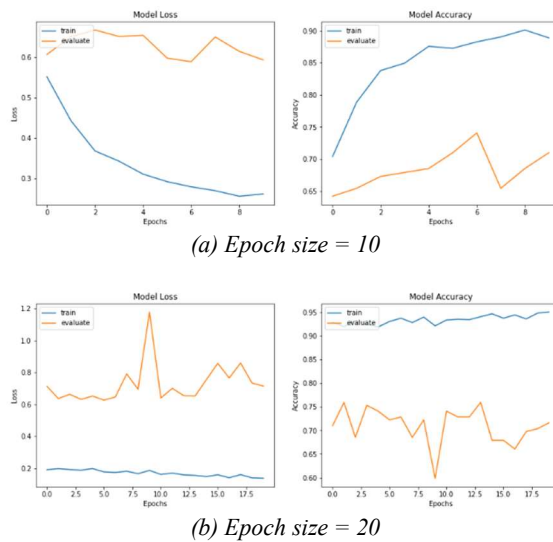 Model Loss
train
evaluate
Loss
0.6
0.5
0.4
0.3
0 2 4 6 8
Epochs
Model Accuracy
train
evaluate
Accuracy
0.90
0.85
0.80
0.75
0.70
0.65
0 2 4 6 8
Epochs
(a) Epoch size = 10
Model Loss
train
evaluate
Loss
1.2
1.0
0.8
0.6
0.4
0.2
0.0 2.5 5.0 7.5 10.0 12.5 15.0 17.5
Epochs
Model Accuracy
train
evaluate
Accuracy
0.95
0.90
0.85
0.80
0.75
0.70
0.65
0.60
0.0 2.5 5.0 7.5 10.0 12.5 15.0 17.5
Epochs
(b) Epoch size = 20